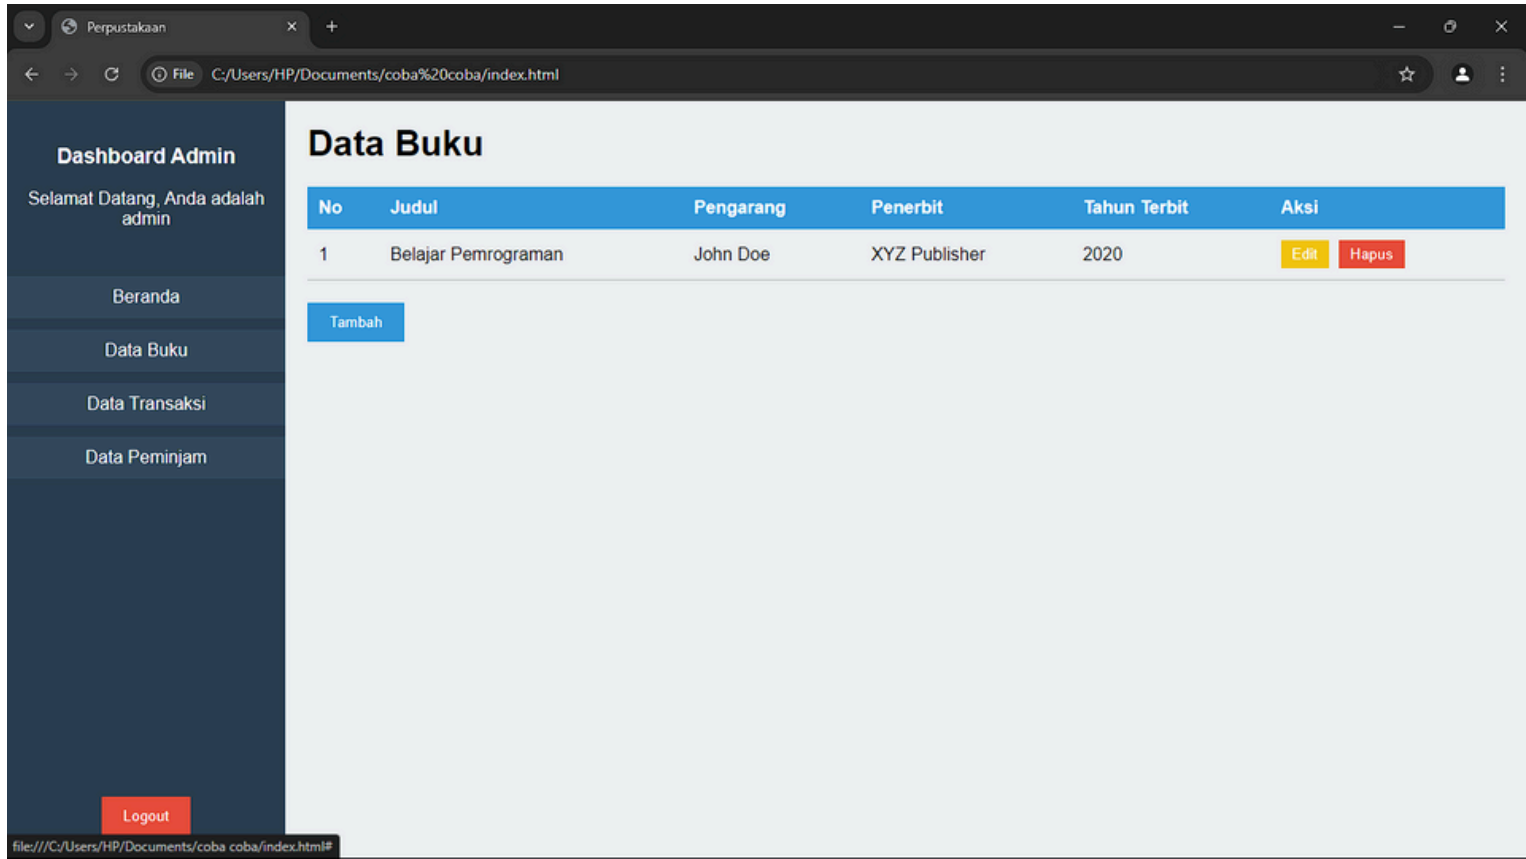 Perpustakaan
File C:/Users/HP/Documents/coba%20coba/index.html
Dashboard Admin
Selamat Datang, Anda adalah
admin
Beranda
Data Buku
Data Transaksi
Data Peminjam
Logout
Data Buku
No Judul Pengarang Penerbit Tahun Terbit Aksi
1 Belajar Pemrograman John Doe XYZ Publisher 2020 Edit Hapus
Tambah
file:///C:/Users/HP/Documents/coba coba/index.html#